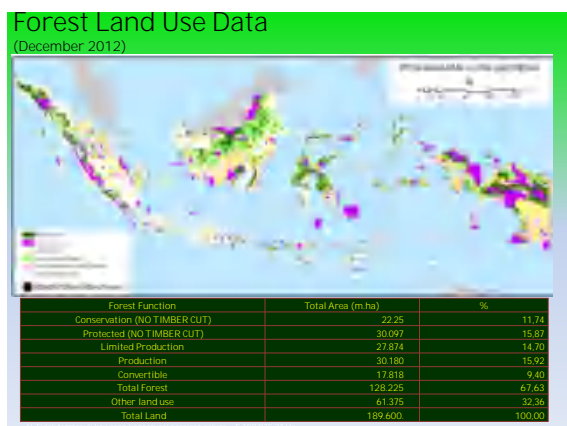 Forest Land Use Data
(December 2012)
Forest Function Total Area (m.ha) %
Conservation (NO TIMBER CUT) 22.25 11,74
Protected (NO TIMBER CUT) 30.097 15,87
Limited Production 27.874 14,70
Production 30.180 15,92
Convertible 17.818 9,40
Total Forest 128.225 67,63
Other land use 61.375 32,36
Total Land 189.600. 100,00